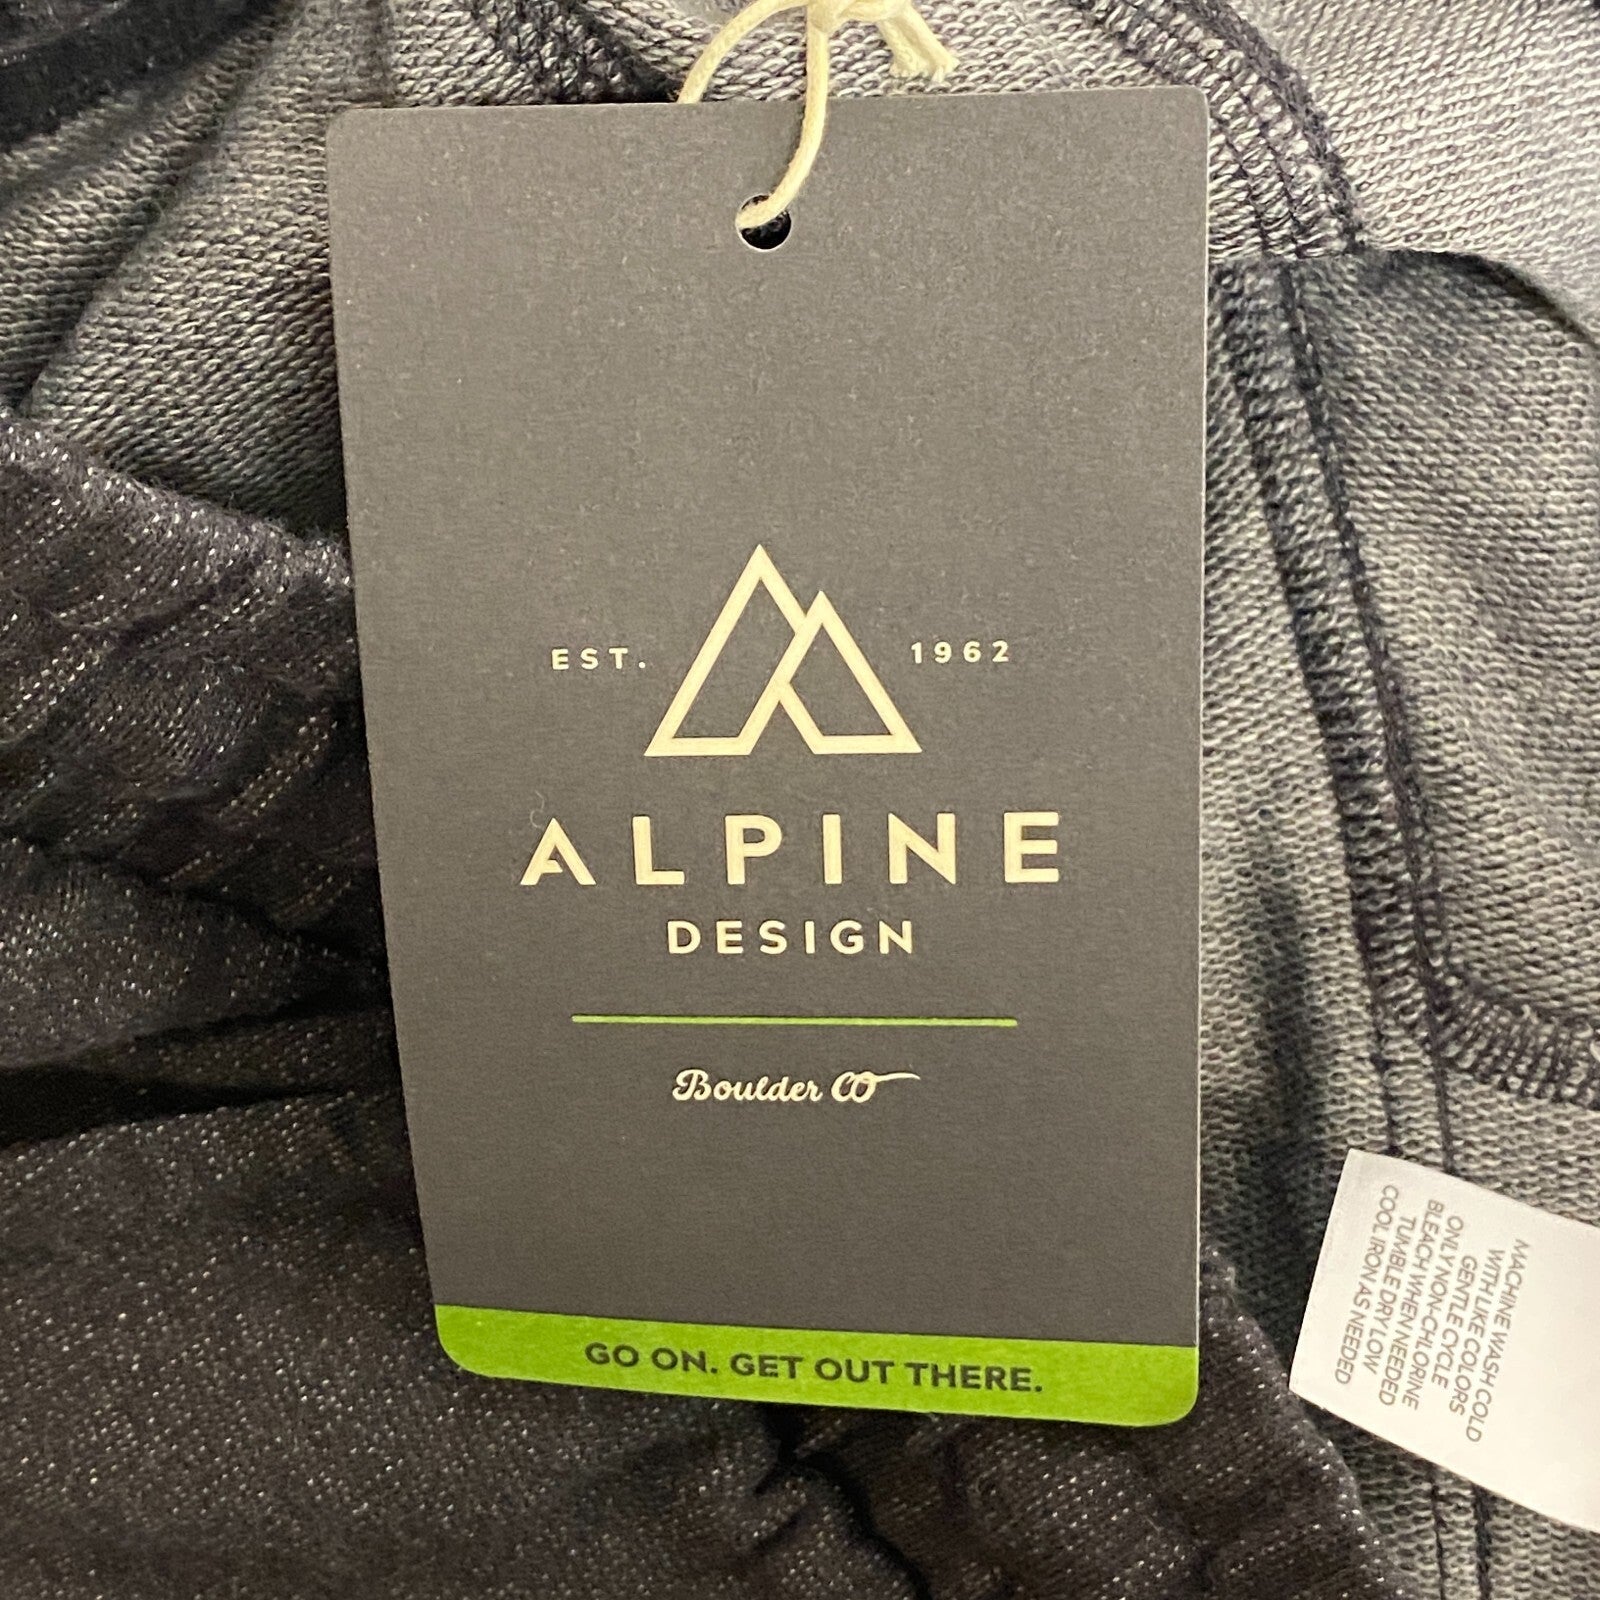 EST. 1962
ALPINE
DESIGN
Boulder CO
GO ON. GET OUT THERE.
MACHINE WASH COLD
WITH LIKE COLORS
GENTLE CYCLE
ONLY NON-CHLORINE
BLEACH WHEN NEEDED
TUMBLE DRY LOW
COOL IRON AS NEEDED